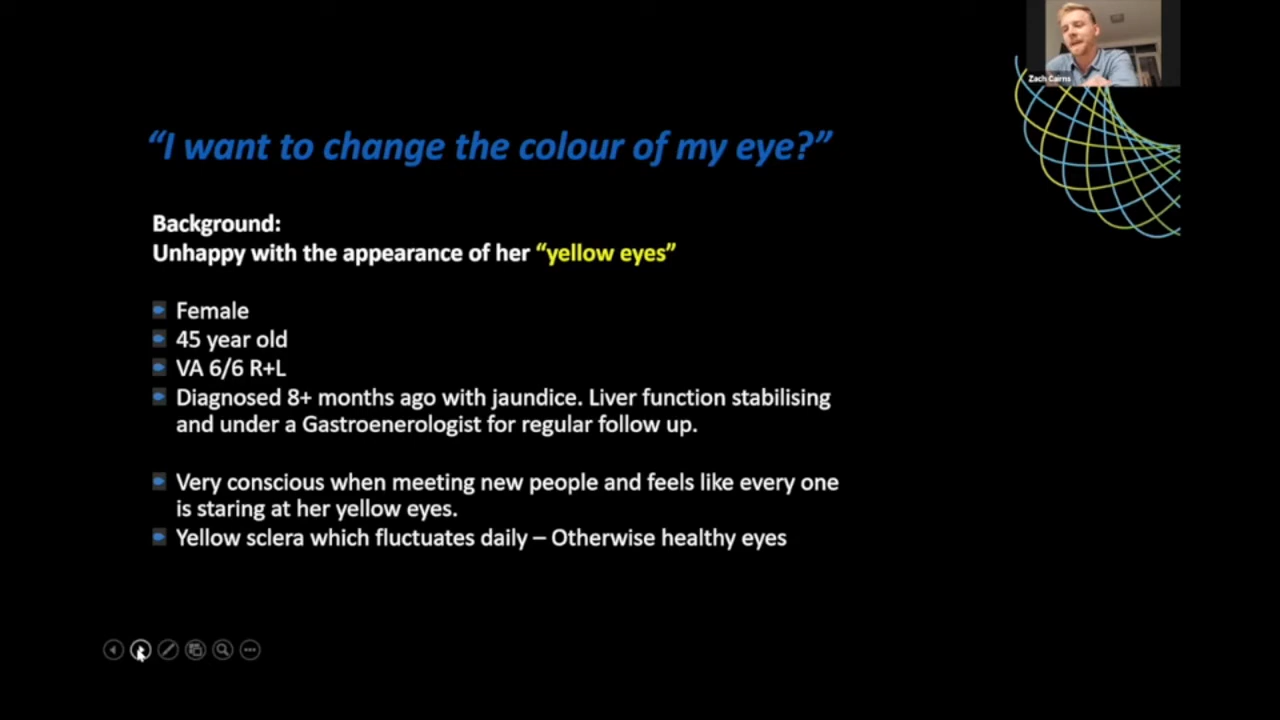 Zach Cairns
“I want to change the colour of my eye?”
Background:
Unhappy with the appearance of her “yellow eyes”
Female
45 year old
VA 6/6 R+L
Diagnosed 8+ months ago with jaundice. Liver function stabilising
and under a Gastroenerologist for regular follow up.
Very conscious when meeting new people and feels like every one
is staring at her yellow eyes.
Yellow sclera which fluctuates daily – Otherwise healthy eyes